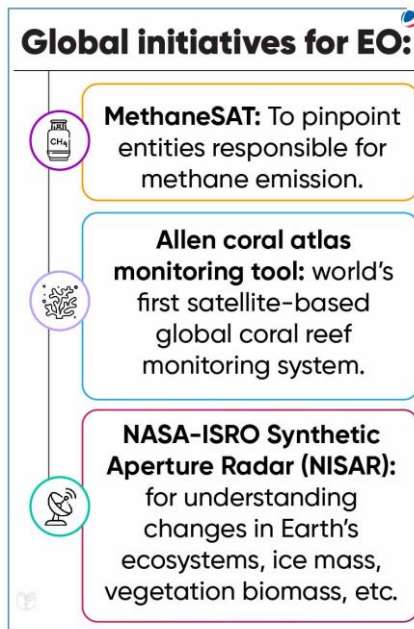 Global initiatives for EO:
MethaneSAT: To pinpoint
entities responsible for
methane emission.
CH4
Allen coral atlas
monitoring tool: world's
first satellite-based
global coral reef
monitoring system.
NASA-ISRO Synthetic
Aperture Radar (NISAR):
for understanding
changes in Earth's
ecosystems, ice mass,
vegetation biomass, etc.